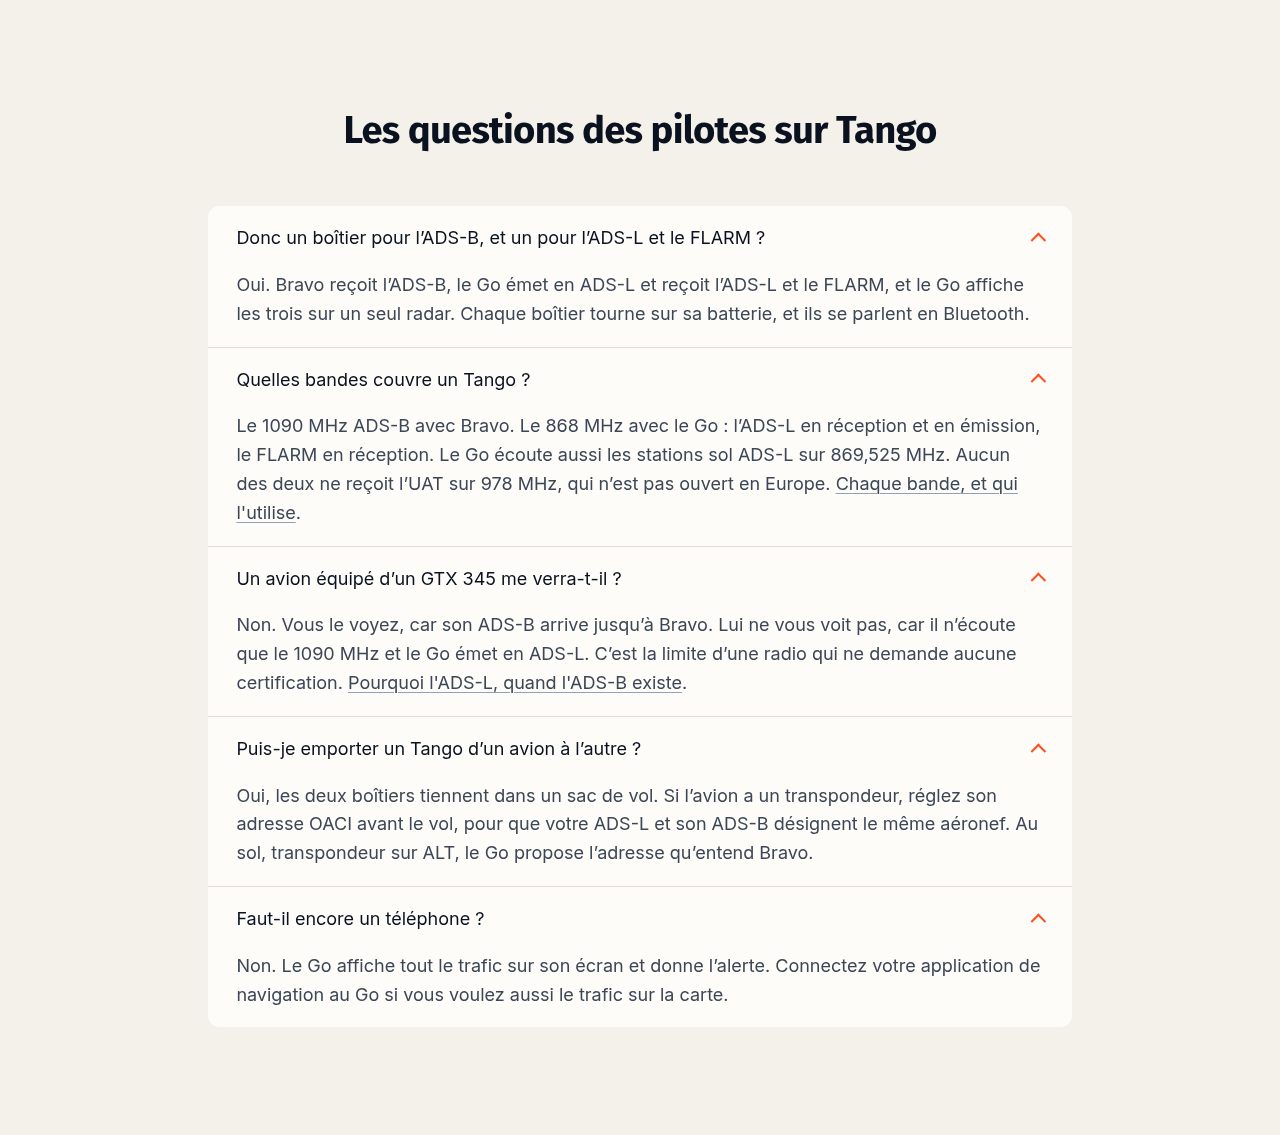 Les questions des pilotes sur Tango
Donc un boîtier pour l’ADS-B, et un pour l’ADS-L et le FLARM ?
Oui. Bravo reçoit l’ADS-B, le Go émet en ADS-L et reçoit l’ADS-L et le FLARM, et le Go affiche
les trois sur un seul radar. Chaque boîtier tourne sur sa batterie, et ils se parlent en Bluetooth.
Quelles bandes couvre un Tango ?
Le 1090 MHz ADS-B avec Bravo. Le 868 MHz avec le Go : l’ADS-L en réception et en émission,
le FLARM en réception. Le Go écoute aussi les stations sol ADS-L sur 869,525 MHz. Aucun
des deux ne reçoit l’UAT sur 978 MHz, qui n’est pas ouvert en Europe. Chaque bande, et qui
l'utilise.
Un avion équipé d’un GTX 345 me verra-t-il ?
Non. Vous le voyez, car son ADS-B arrive jusqu’à Bravo. Lui ne vous voit pas, car il n’écoute
que le 1090 MHz et le Go émet en ADS-L. C’est la limite d’une radio qui ne demande aucune
certification. Pourquoi l'ADS-L, quand l'ADS-B existe.
Puis-je emporter un Tango d’un avion à l’autre ?
Oui, les deux boîtiers tiennent dans un sac de vol. Si l’avion a un transpondeur, réglez son
adresse OACI avant le vol, pour que votre ADS-L et son ADS-B désignent le même aéronef. Au
sol, transpondeur sur ALT, le Go propose l’adresse qu’entend Bravo.
Faut-il encore un téléphone ?
Non. Le Go affiche tout le trafic sur son écran et donne l’alerte. Connectez votre application de
navigation au Go si vous voulez aussi le trafic sur la carte.